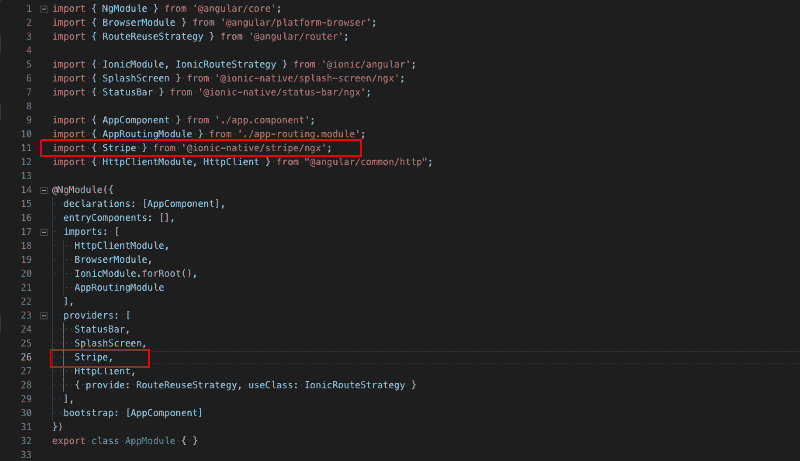 1 import { NgModule } from '@angular/core';
2 import { BrowserModule } from '@angular/platform-browser';
3 import { RouteReuseStrategy } from '@angular/router';
4
5 import { IonicModule, IonicRouteStrategy } from '@ionic/angular';
6 import { SplashScreen } from '@ionic-native/splash-screen/ngx';
7 import { StatusBar } from '@ionic-native/status-bar/ngx';
8
9 import { AppComponent } from './app.component';
10 import { AppRoutingModule } from './app-routing.module';
11 import { Stripe } from '@ionic-native/stripe/ngx';
12 import { HttpClientModule, HttpClient } from "@angular/common/http";
13
14 @NgModule({
15 declarations: [AppComponent],
16 entryComponents: [],
17 imports: [
18 HttpClientModule,
19 BrowserModule,
20 IonicModule.forRoot(),
21 AppRoutingModule
22 ],
23 providers: [
24 StatusBar,
25 SplashScreen,
26 Stripe,
27 HttpClient,
28 { provide: RouteReuseStrategy, useClass: IonicRouteStrategy }
29 ],
30 bootstrap: [AppComponent]
31 })
32 export class AppModule { }
33